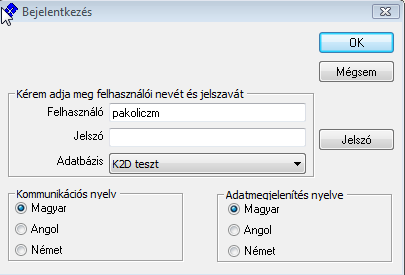 Bejelentkezés
OK
Mégsem
Kérem adja meg felhasználói nevét és jelszavát
Felhasználó pakoliczm
Jelszó
Jelszó
Adatbázis K2D teszt
Kommunikációs nyelv
Magyar
Angol
Német
Adatmegjelenítés nyelve
Magyar
Angol
Német